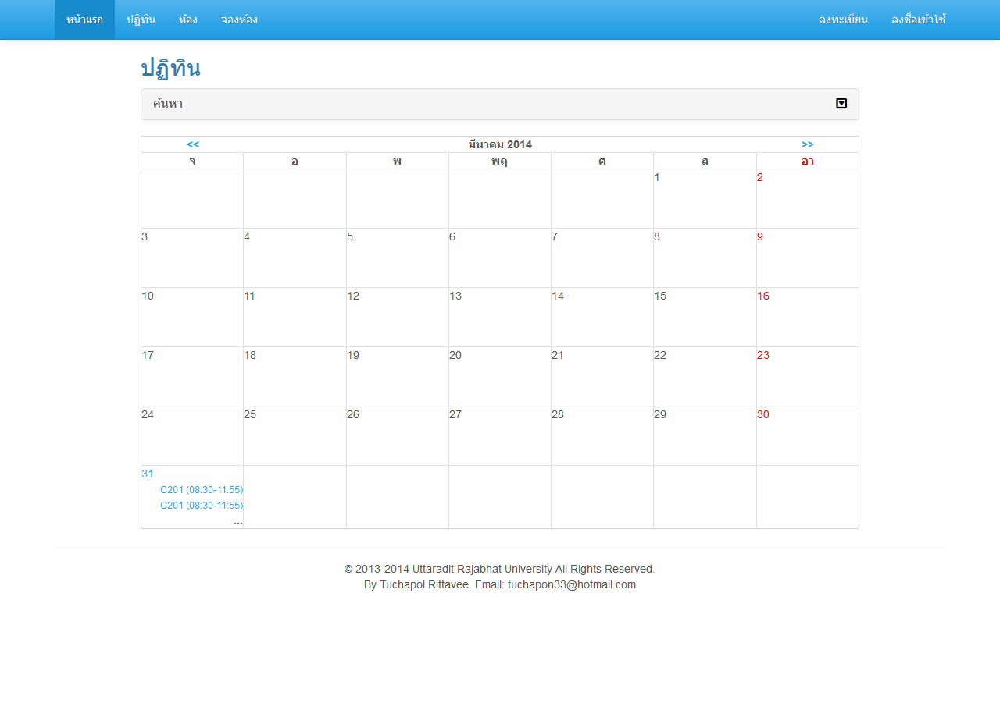 หน้าแรก ปฏิทิน ห้อง จองห้อง ลงทะเบียน ลงชื่อเข้าใช้
ปฏิทิน
ค้นหา
<< มีนาคม 2014 >>
จ อ พ พฤ ศ ส อา
1 2
3 4 5 6 7 8 9
10 11 12 13 14 15 16
17 18 19 20 21 22 23
24 25 26 27 28 29 30
31
C201 (08:30-11:55)
C201 (08:30-11:55)
...
© 2013-2014 Uttaradit Rajabhat University All Rights Reserved.
By Tuchapol Rittavee. Email: tuchapon33@hotmail.com